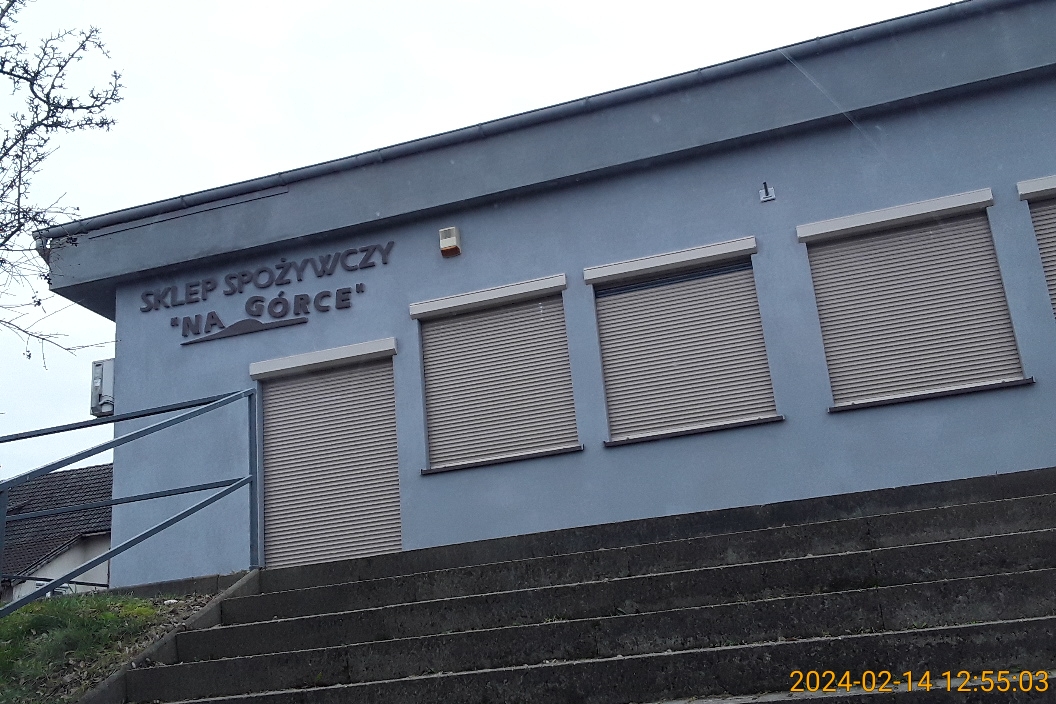 SKLEP SPOŻYWCZY
"NA GÓRCE"
2024-02-14 12:55:03